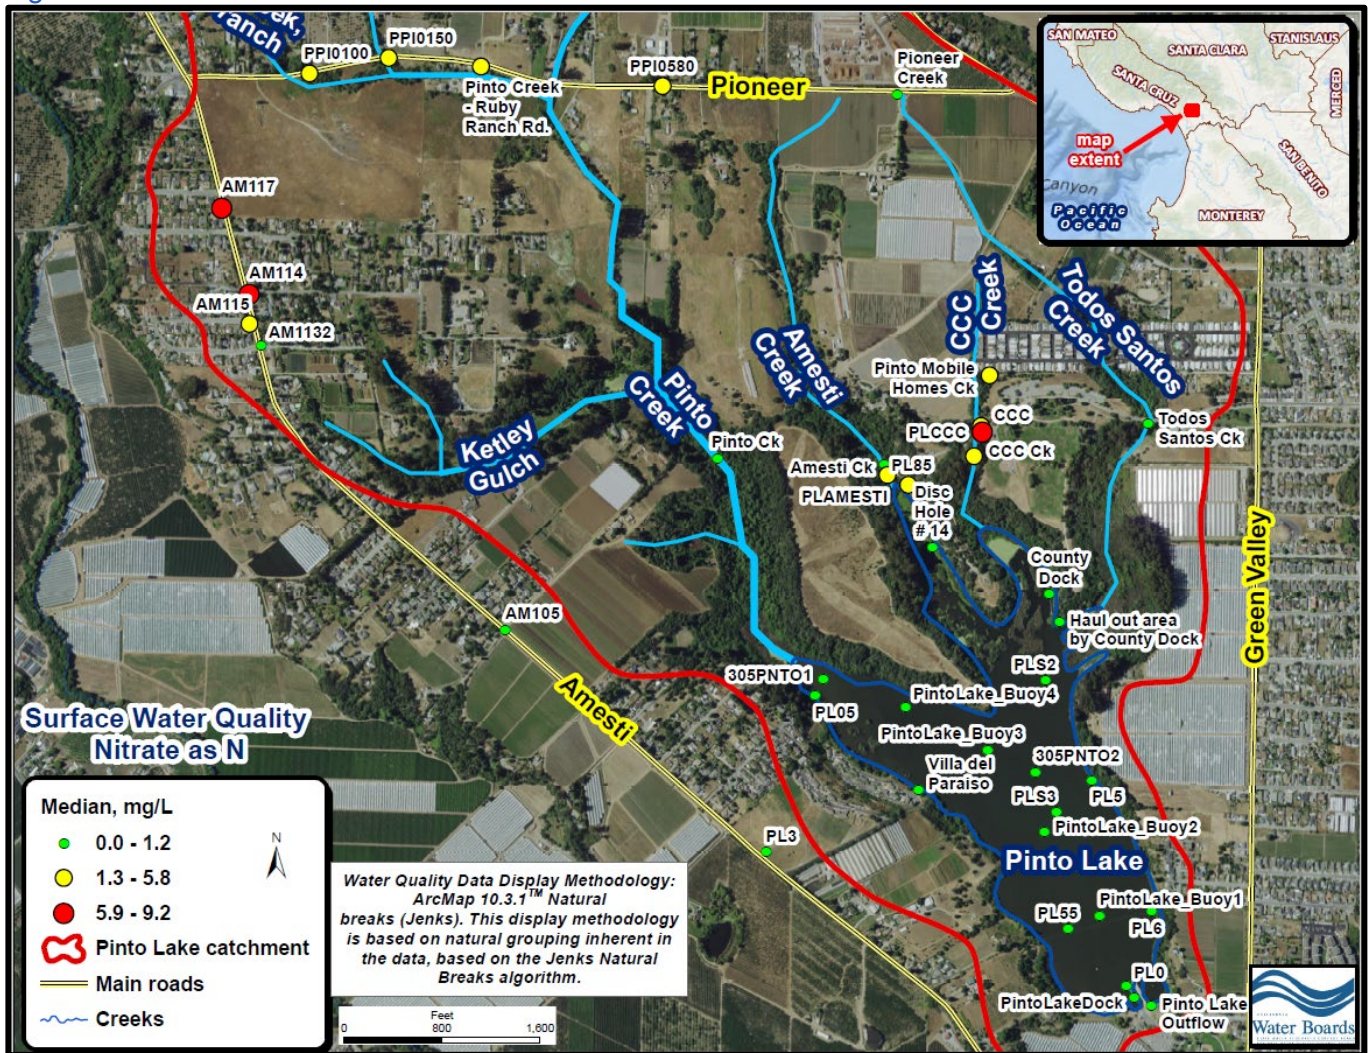 ek,
ranch
PPI0100
PPI0150
Pinto Creek
- Ruby
Ranch Rd.
PPI0580
Pioneer
Pioneer
Creek
SAN MATEO
SANTA CLARA
STANISLAUS
SANTA CRUZ
MERCED
map
extent
Canyon
SAN BENITO
Pacific
Ocean
MONTEREY
AM117
AM114
AM115
AM1132
CCC
Creek
Todos Santos
Creek
Amesti
Creek
Pinto Mobile
Homes Ck
Pinto
Creek
CCC
PLCCC
CCC Ck
Todos
Santos Ck
Ketley
Gulch
Pinto Ck
Amesti Ck
PL85
PLAMESTI
Disc
Hole
# 14
Green Valley
County
Dock
Haul out area
by County Dock
AM105
305PNTO1
PL05
PLS2
PintoLake_Buoy4
Amesti
PintoLake_Buoy3
Villa del
Paraiso
305PNTO2
PLS3
PL5
PintoLake_Buoy2
PL3
Pinto Lake
PintoLake_Buoy1
PL55
PL6
PL0
PintoLakeDock
Pinto Lake
Outflow
Surface Water Quality
Nitrate as N
Median, mg/L
0.0 - 1.2
1.3 - 5.8
5.9 - 9.2
Pinto Lake catchment
Main roads
Creeks
N
Water Quality Data Display Methodology:
ArcMap 10.3.1™ Natural
breaks (Jenks). This display methodology
is based on natural grouping inherent in
the data, based on the Jenks Natural
Breaks algorithm.
Feet
0 800 1,600
Water Boards